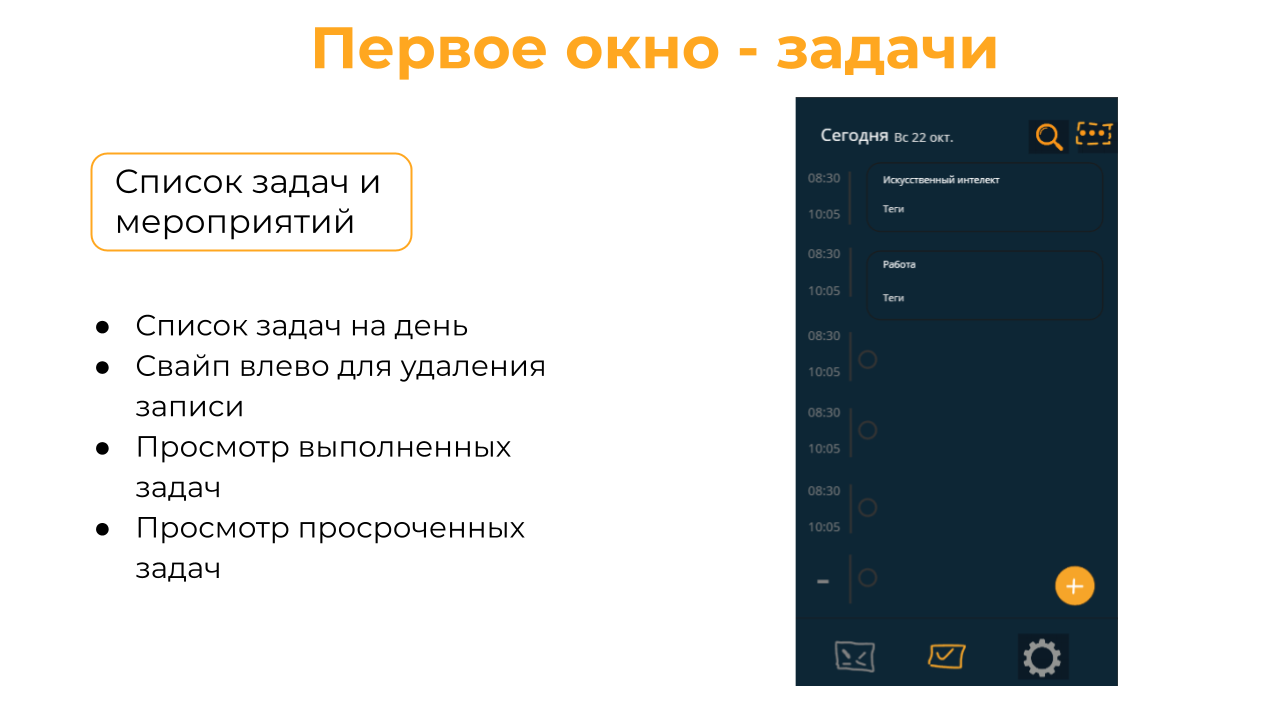 Первое окно - задачи
Список задач и
мероприятий
● Список задач на день
● Свайп влево для удаления
записи
● Просмотр выполненных
задач
● Просмотр просроченных
задач
Сегодня Вс 22 окт.
08:30
Искусственный интелект
10:05
Теги
08:30
Работа
10:05
Теги
08:30
10:05
08:30
10:05
08:30
10:05
-
+